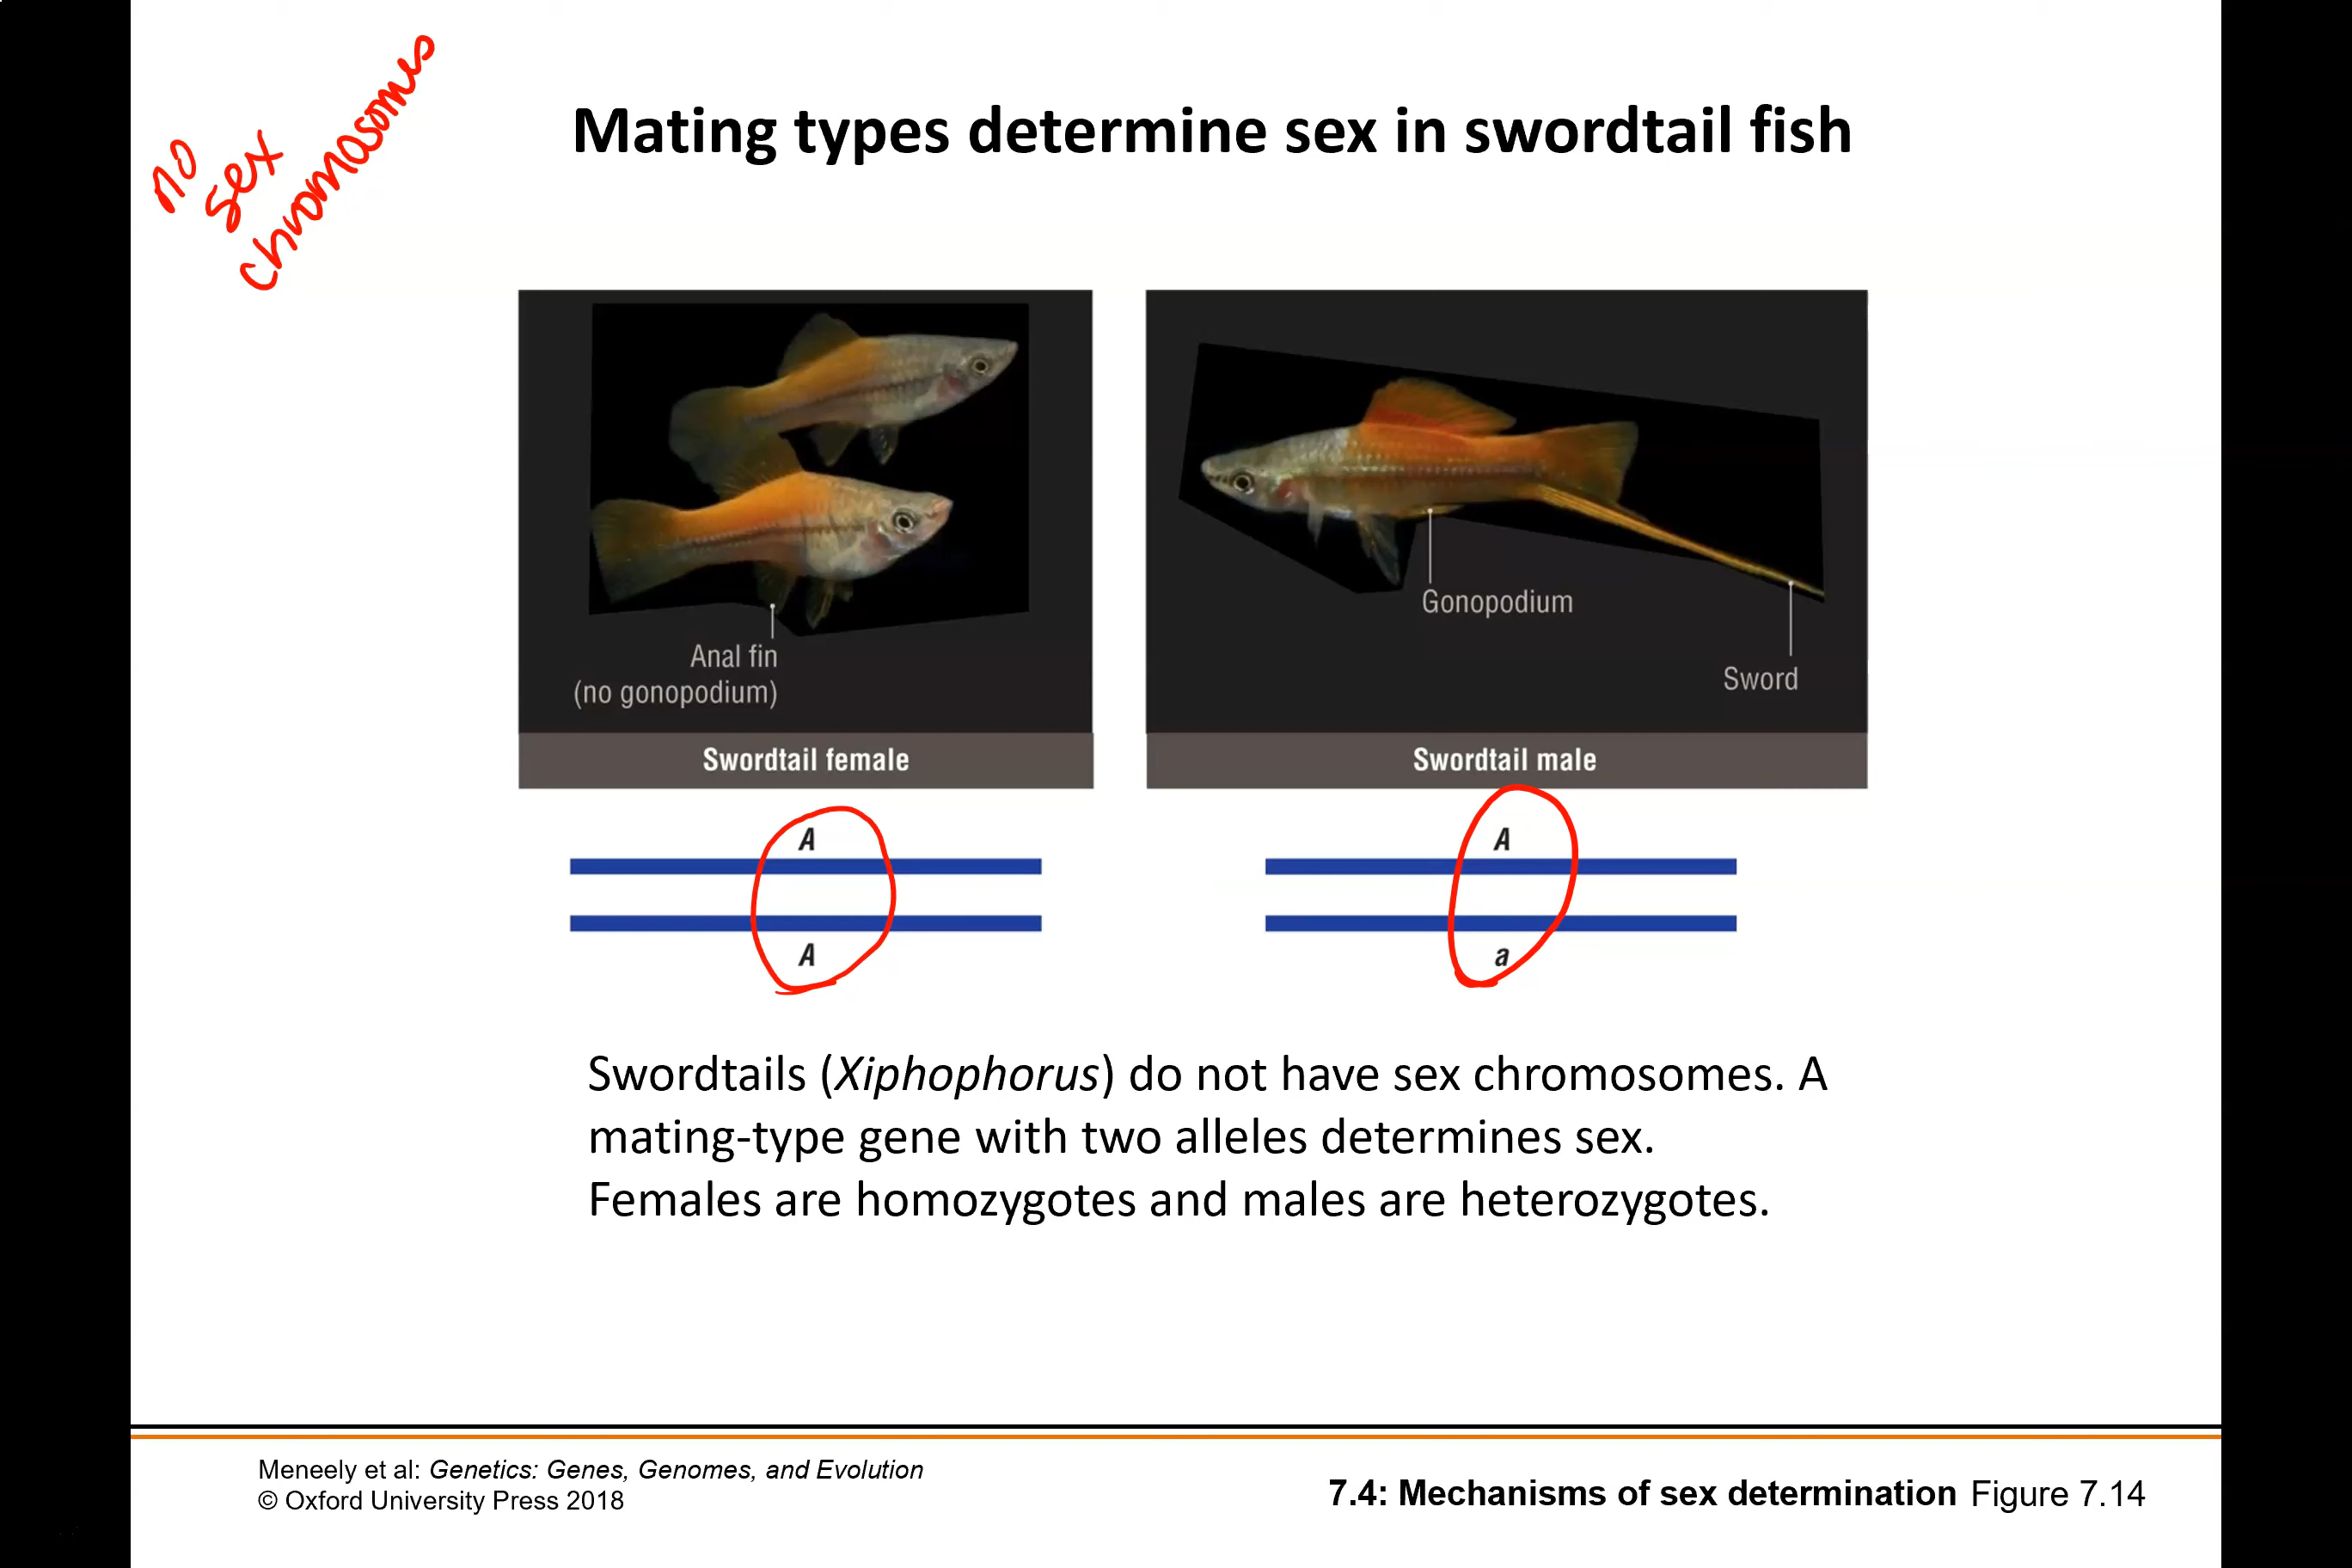 no
sex
chromosomes
Mating types determine sex in swordtail fish
Anal fin
(no gonopodium)
Swordtail female
Gonopodium
Sword
Swordtail male
A
A
A
a
Swordtails (Xiphophorus) do not have sex chromosomes. A
mating-type gene with two alleles determines sex.
Females are homozygotes and males are heterozygotes.
Meneely et al: Genetics: Genes, Genomes, and Evolution
© Oxford University Press 2018
7.4: Mechanisms of sex determination Figure 7.14